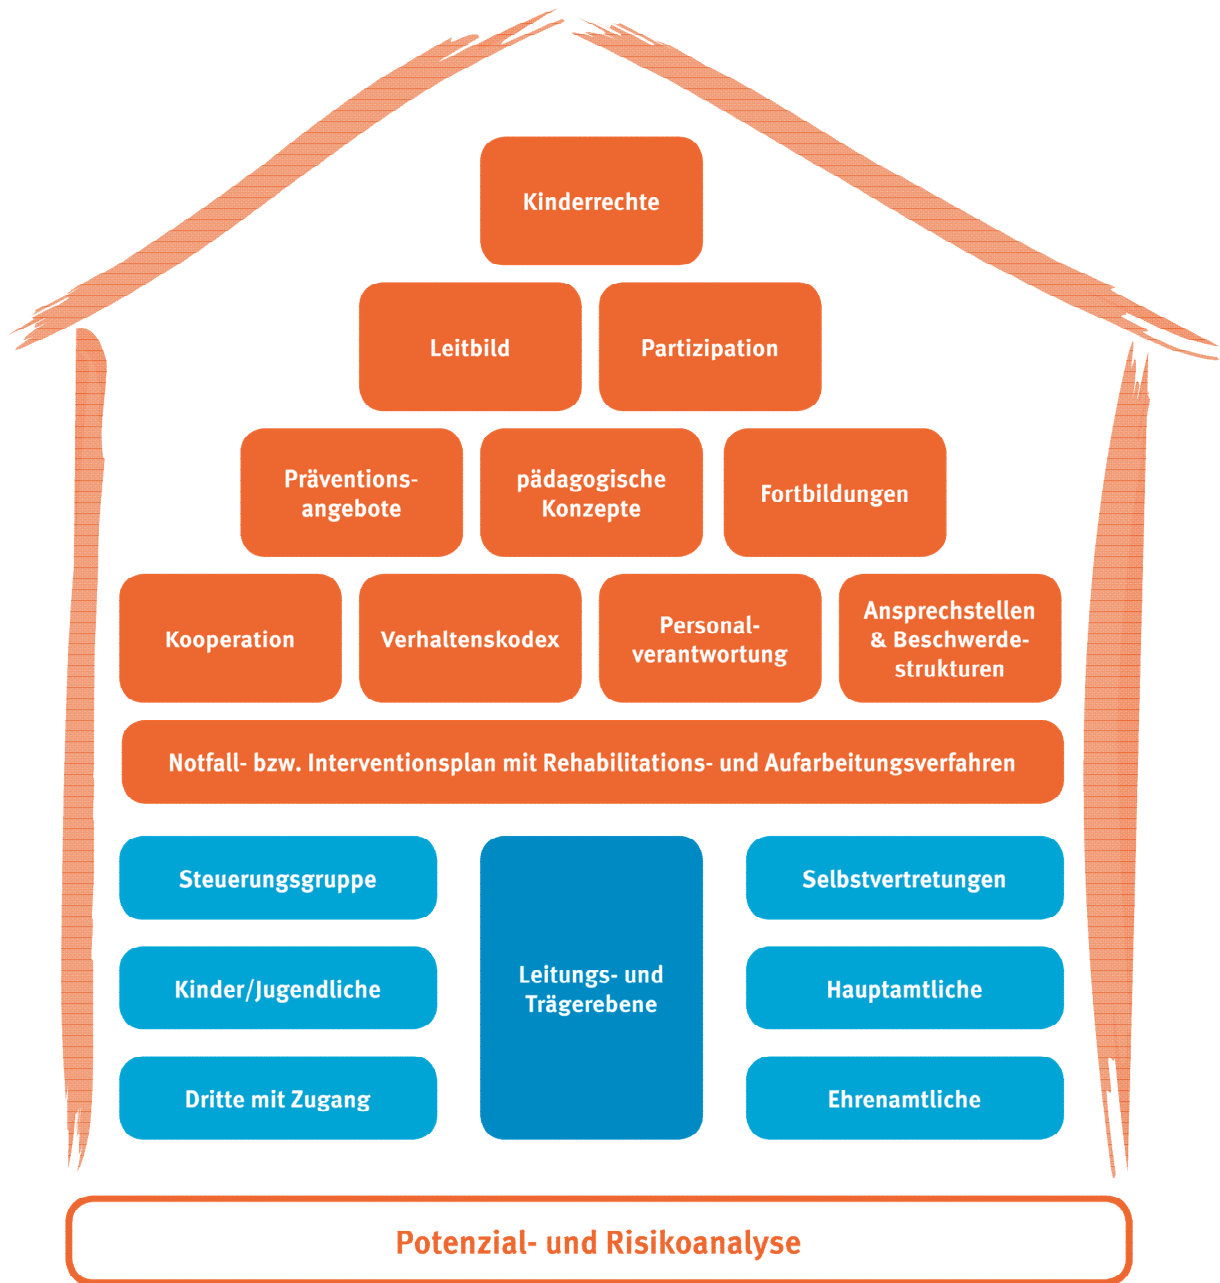 Kinderrechte
Leitbild
Partizipation
Präventions-
angebote
pädagogische
Konzepte
Fortbildungen
Kooperation
Verhaltenskodex
Personal-
verantwortung
Ansprechstellen
& Beschwerde-
strukturen
Notfall- bzw. Interventionsplan mit Rehabilitations- und Aufarbeitungsverfahren
Steuerungsgruppe
Kinder/Jugendliche
Dritte mit Zugang
Leitungs- und
Trägerebene
Selbstvertretungen
Hauptamtliche
Ehrenamtliche
Potenzial- und Risikoanalyse